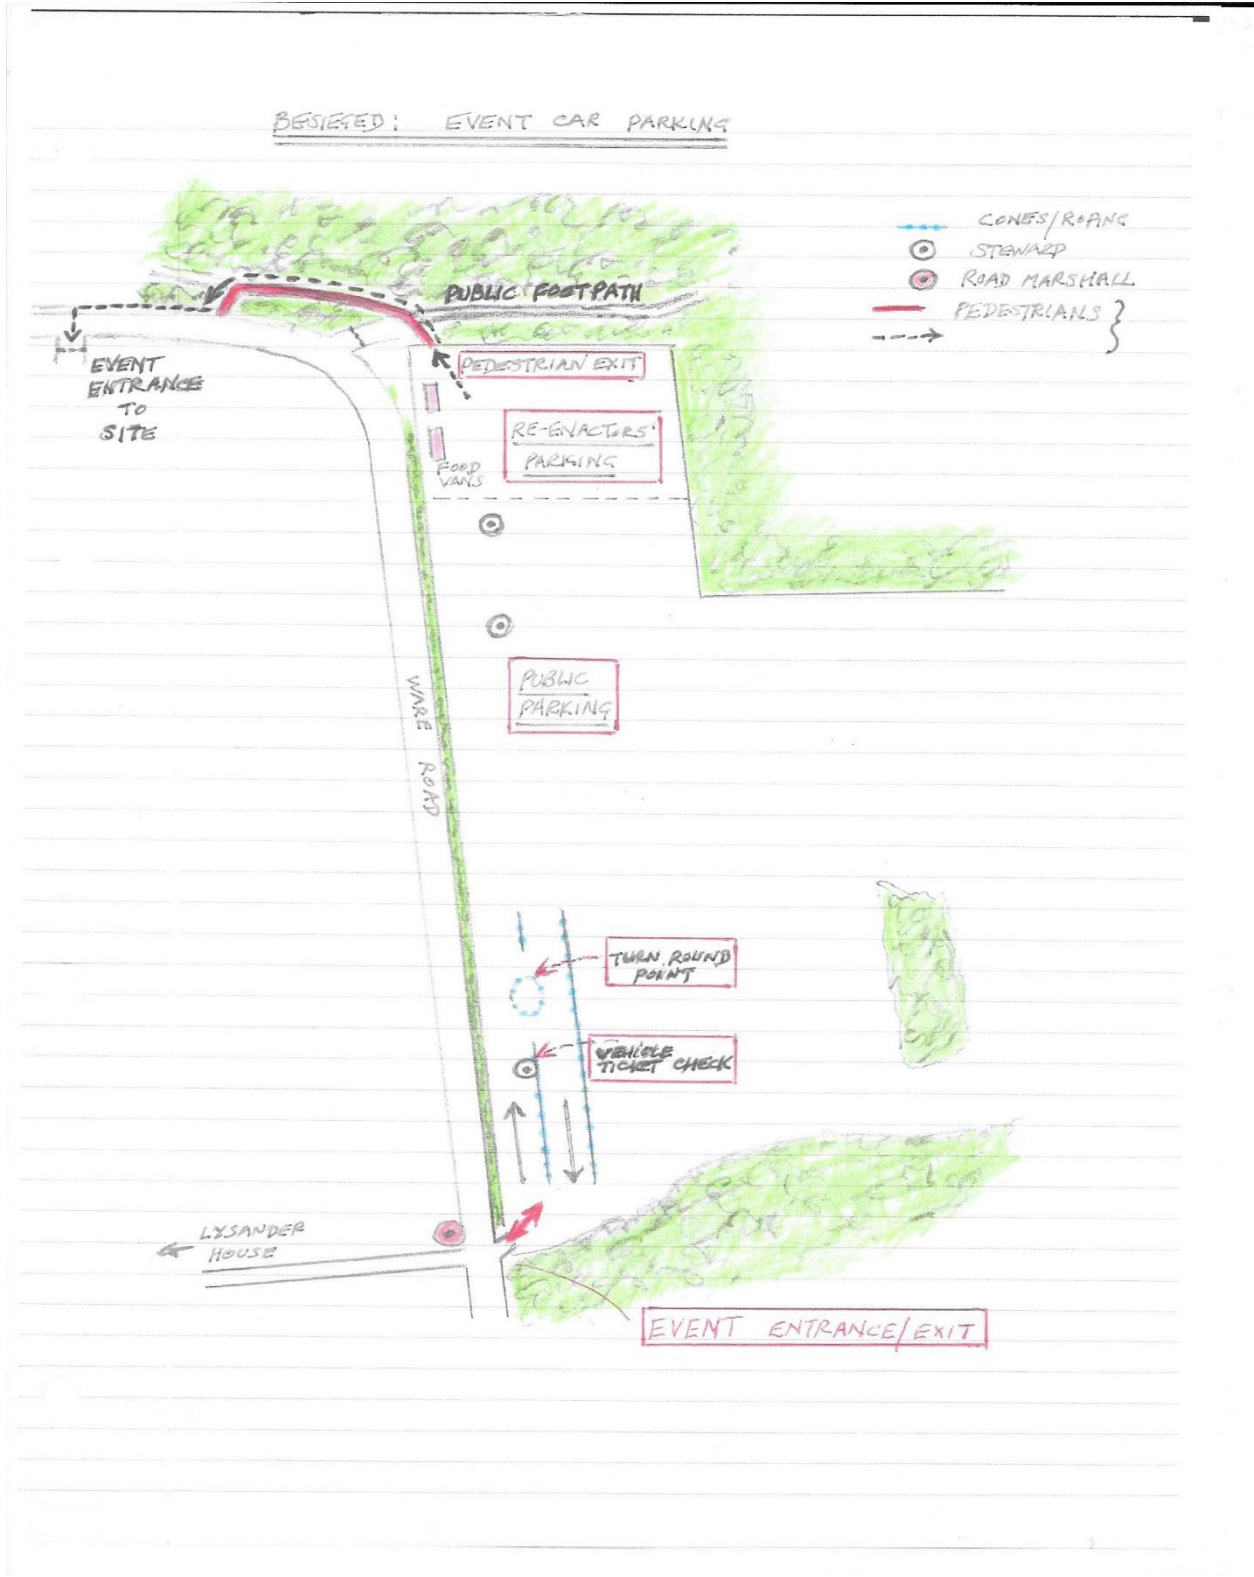 BESIEGED: EVENT CAR PARKING
CONES/ROPING
STEWARD
ROAD MARSHALL
PEDESTRIANS
PUBLIC FOOTPATH
EVENT
ENTRANCE
TO
SITE
PEDESTRIAN EXIT
RE-ENACTORS'
PARKING
FOOD
VANS
PUBLIC
PARKING
WARE ROAD
TURN ROUND
POINT
VEHICLE
TICKET CHECK
LYSANDER
HOUSE
EVENT ENTRANCE/EXIT